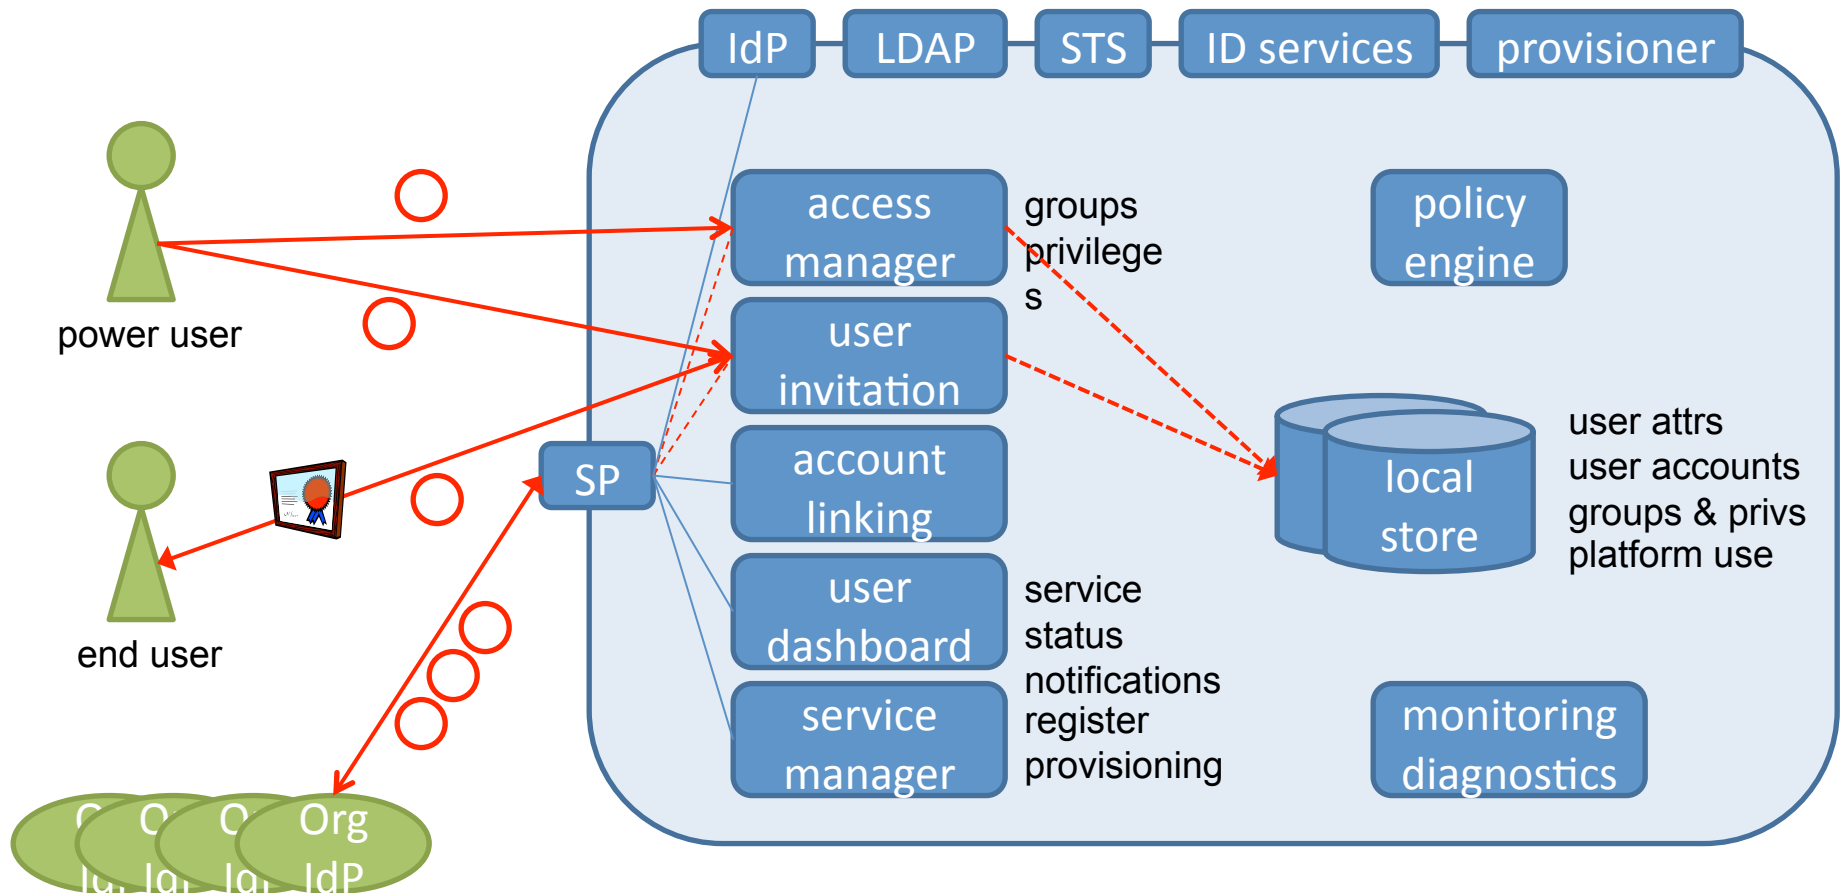 IdP
LDAP
STS
ID services
provisioner
access
manager
groups
privilege
s
policy
engine
power user
user
invitation
SP
account
linking
local
store
user attrs
user accounts
groups & privs
platform use
end user
user
dashboard
service
status
notifications
service
manager
register
provisioning
monitoring
diagnostics
Org
IdP